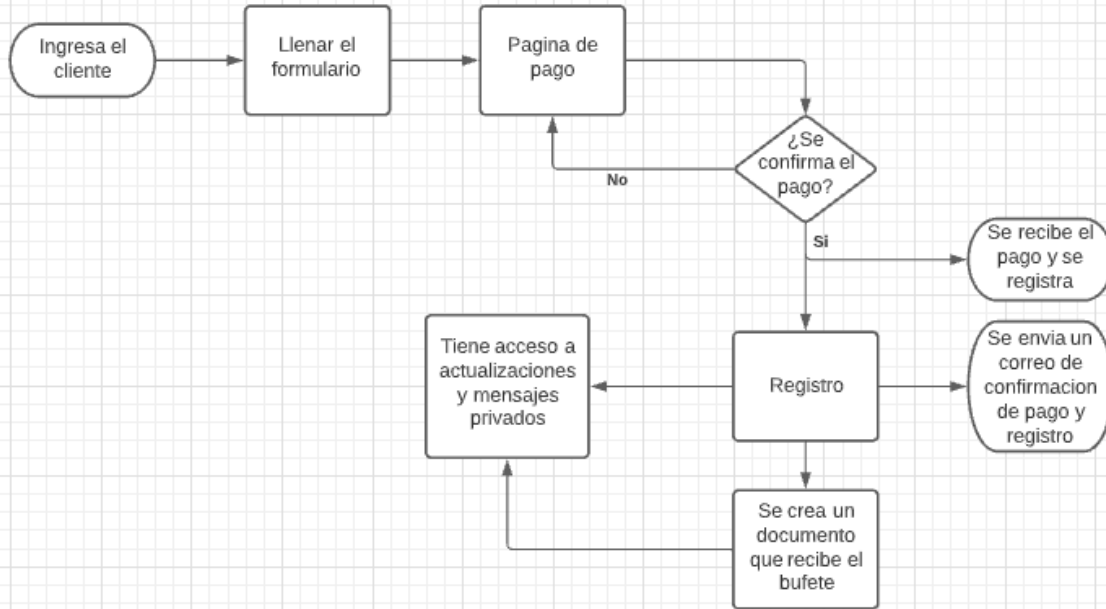 Ingresa el
cliente
Llenar el
formulario
Pagina de
pago
¿Se
confirma el
pago?
No
Si
Se recibe el
pago y se
registra
Tiene acceso a
actualizaciones
y mensajes
privados
Registro
Se envia un
correo de
confirmacion
de pago y
registro
Se crea un
documento
que recibe el
bufete